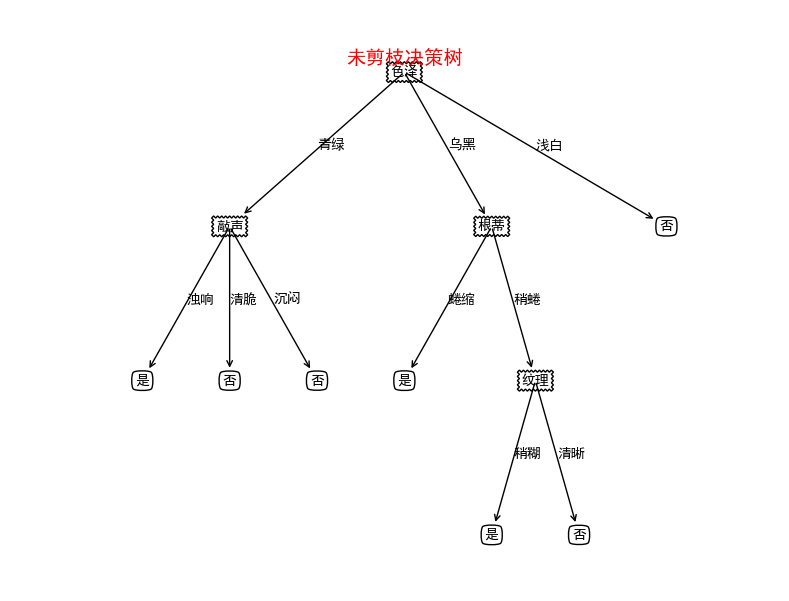 未剪枝决策树
色泽
青绿
乌黑
浅白
敲声
根蒂
否
浊响
清脆
沉闷
蜷缩
稍蜷
是
否
否
是
纹理
稍糊
清晰
是
否